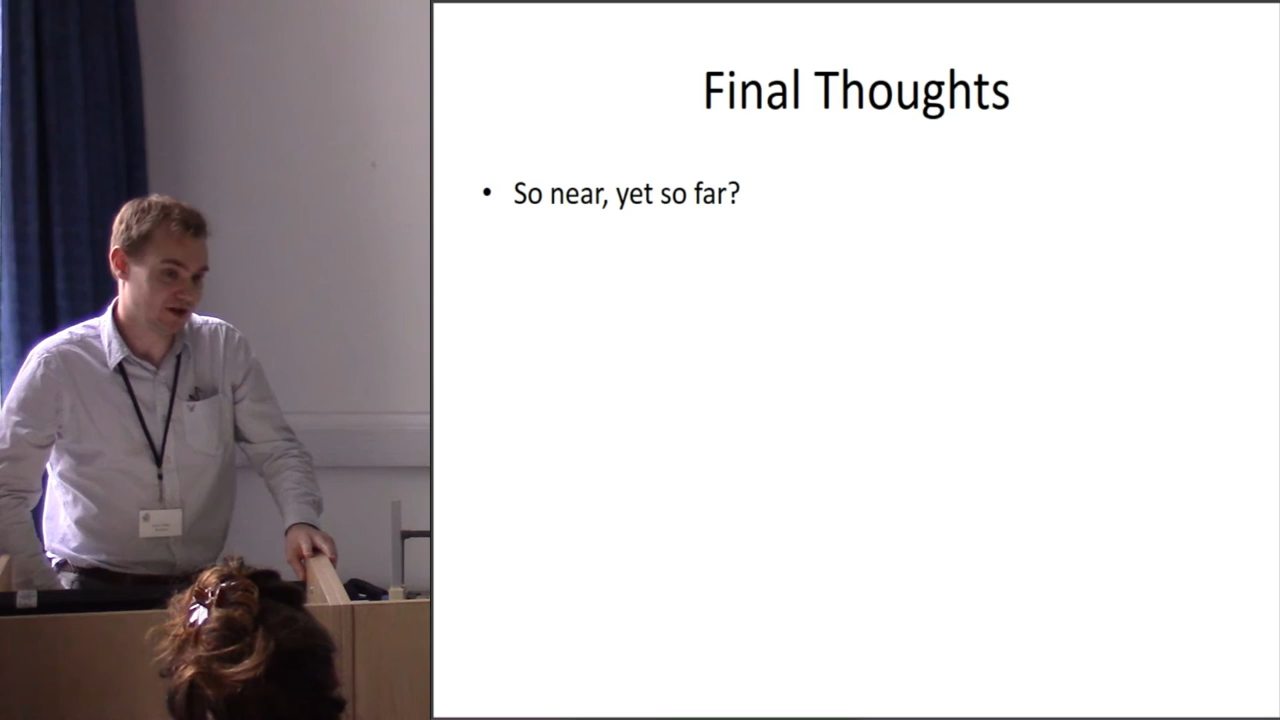 Final Thoughts
• So near, yet so far?